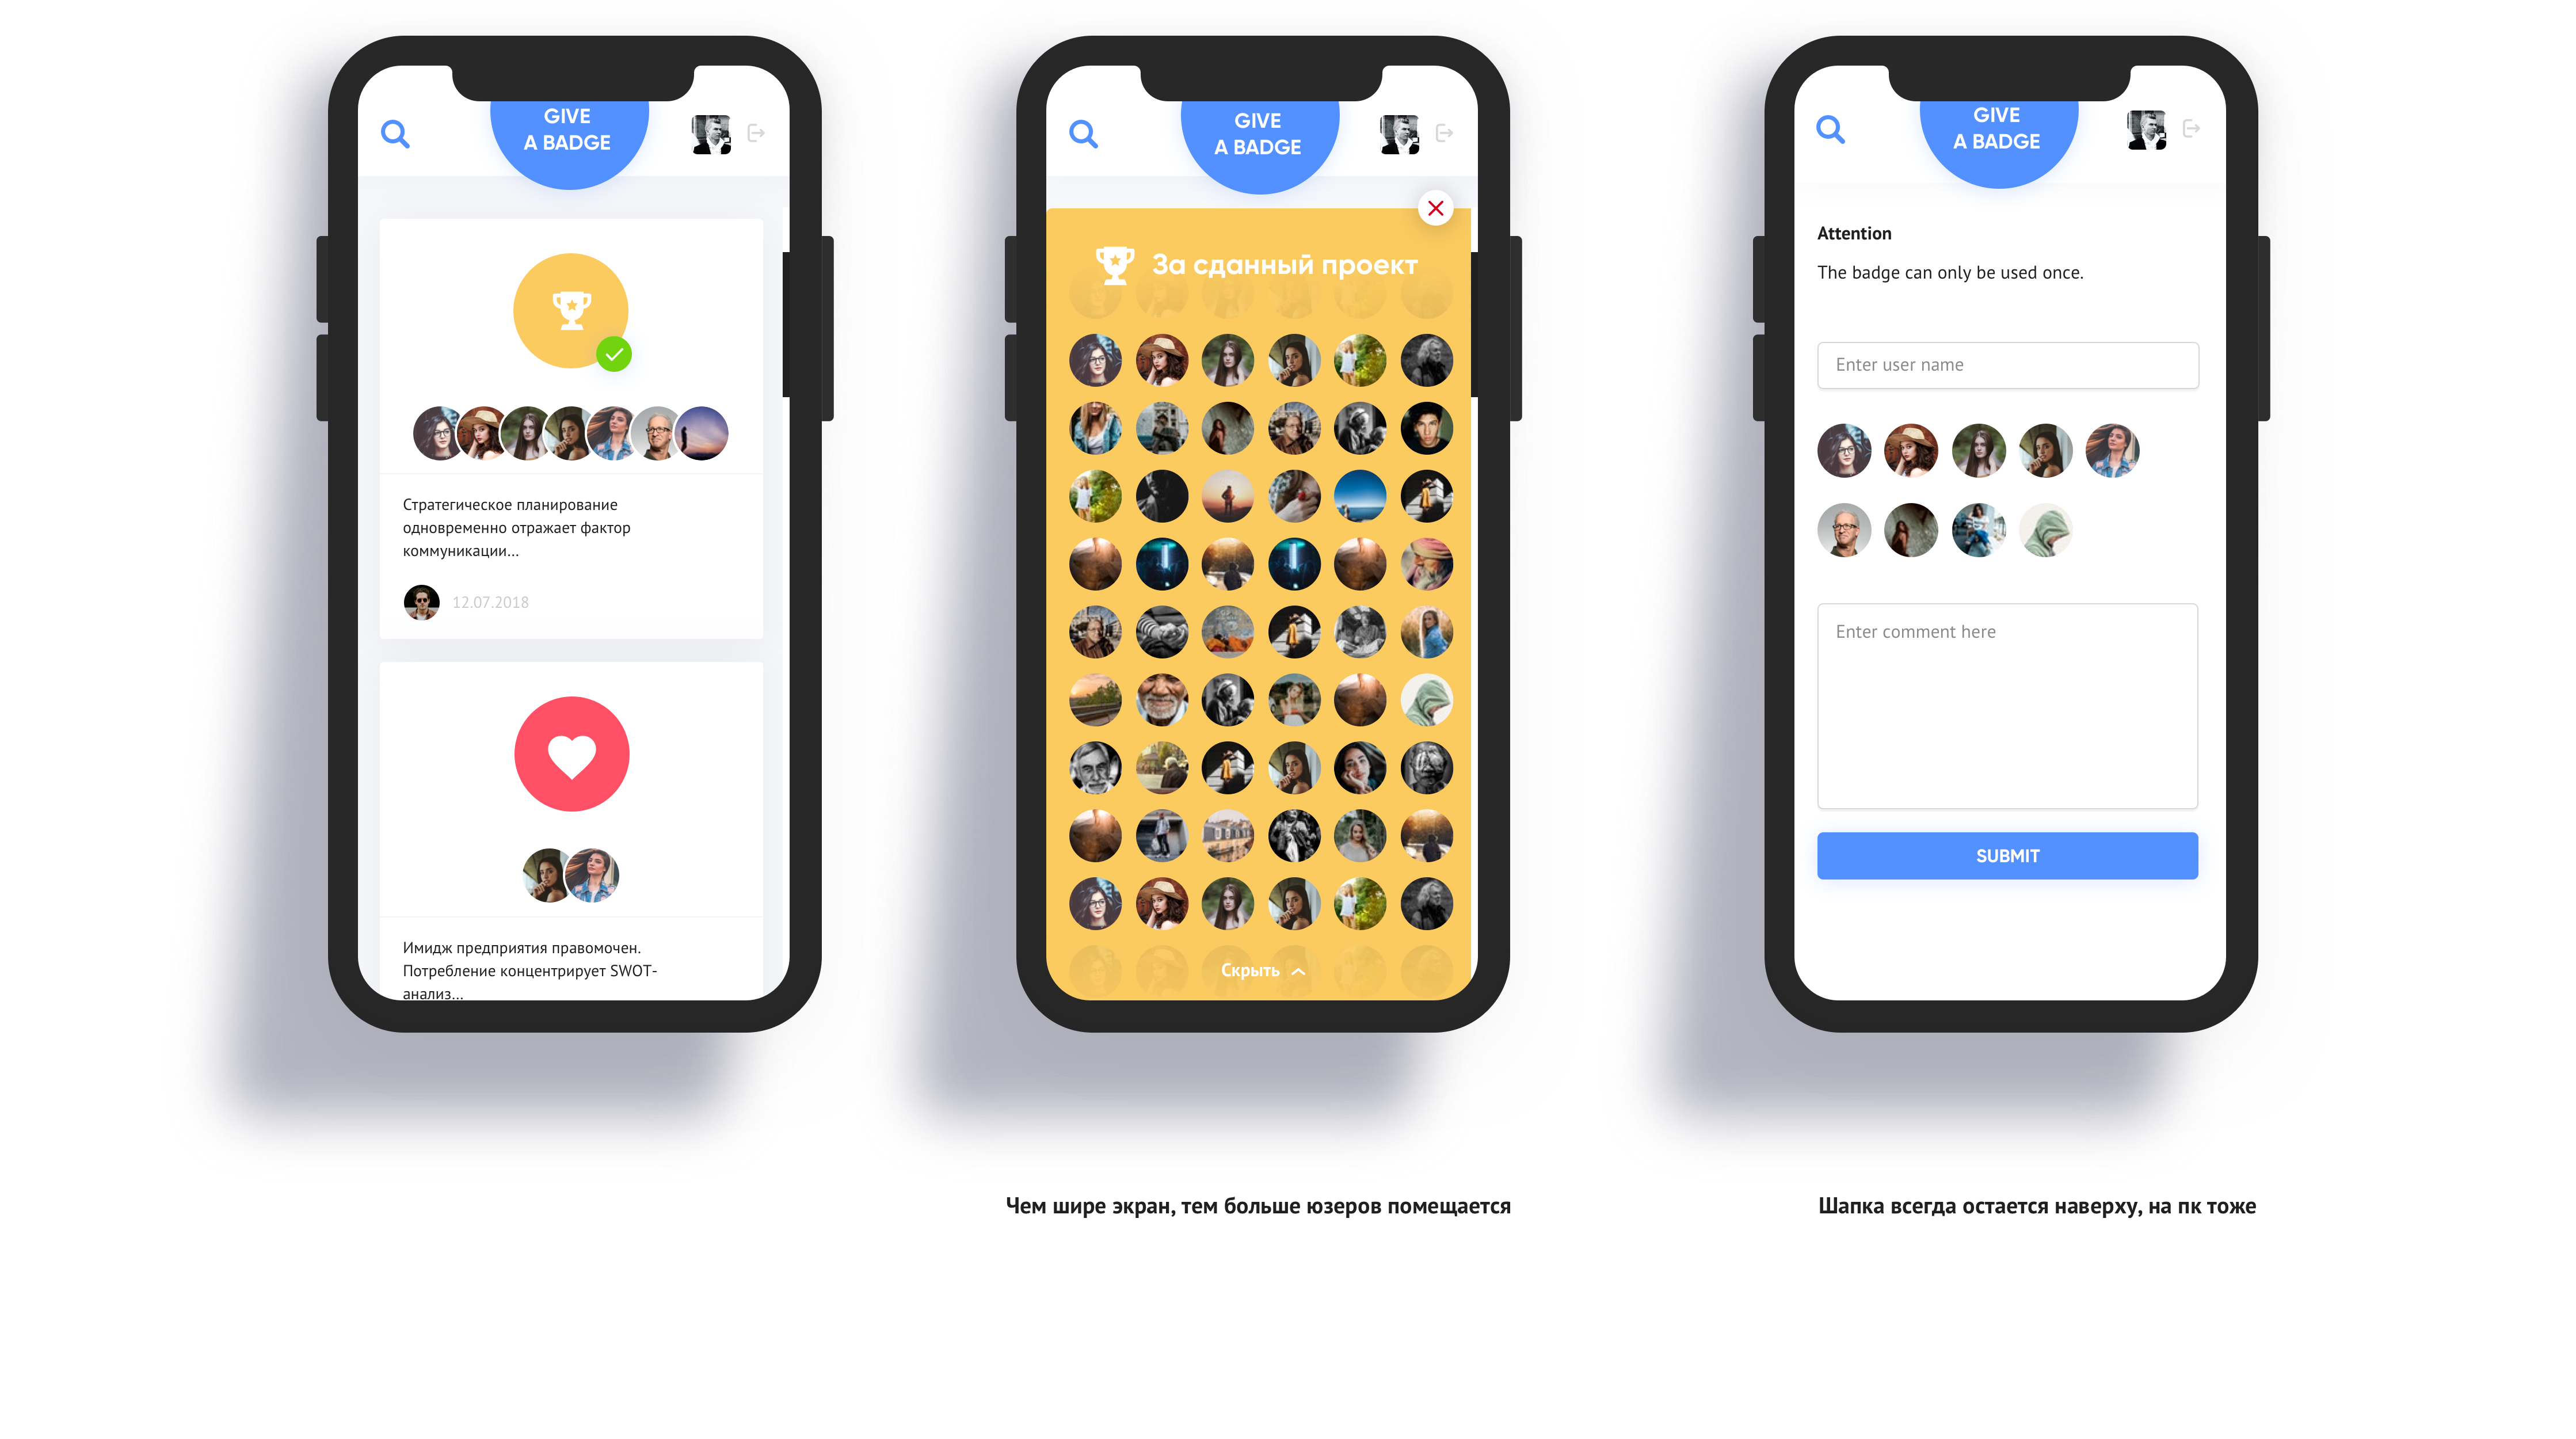 GIVE
A BADGE
Стратегическое планирование
одновременно отражает фактор
коммуникации...
12.07.2018
Имидж предприятия правомочен.
Потребление концентрирует SWOT-
анализ...
GIVE
A BADGE
За сданный проект
Скрыть
Чем шире экран, тем больше юзеров помещается
GIVE
A BADGE
Attention
The badge can only be used once.
Enter user name
Enter comment here
SUBMIT
Шапка всегда остается наверху, на пк тоже